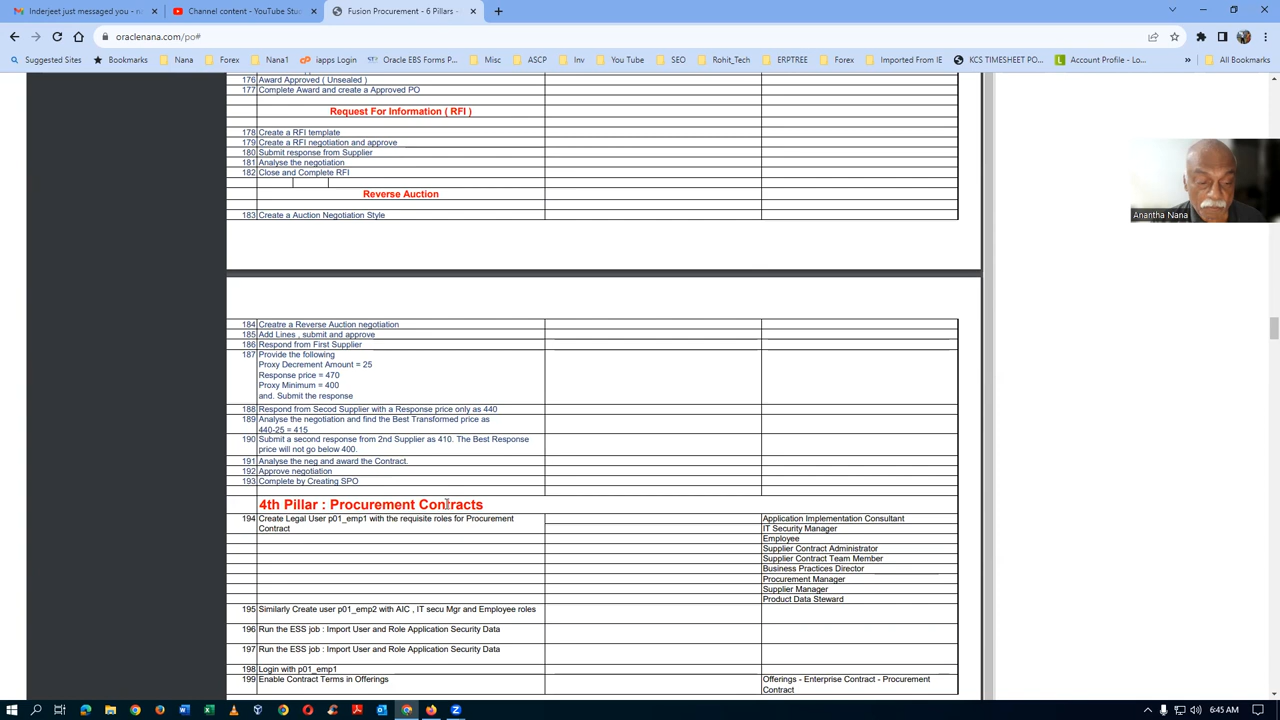 Inderjeet just messaged you - n
Channel content - YouTube Stu
Fusion Procurement - 6 Pillars -
oraclenana.com/po#
Suggested Sites
Bookmarks
Nana
Forex
Nana1
iapps Login
Oracle EBS Forms P...
Misc
ASCP
Inv
You Tube
SEO
Rohit_Tech
ERPTREE
Forex
Imported From IE
KCS TIMESHEET PO...
Account Profile - Lo...
»
All Bookmarks
176 Award Approved ( Unsealed )
177 Complete Award and create a Approved PO
Request For Information ( RFI )
178 Create a RFI template
179 Create a RFI negotiation and approve
180 Submit response from Supplier
181 Analyse the negotiation
182 Close and Complete RFI
Reverse Auction
183 Create a Auction Negotiation Style
Anantha Nana
184 Creatre a Reverse Auction negotiation
185 Add Lines , submit and approve
186 Respond from First Supplier
187 Provide the following
Proxy Decrement Amount = 25
Response price = 470
Proxy Minimum = 400
and. Submit the response
188 Respond from Secod Supplier with a Response price only as 440
189 Analyse the negotiation and find the Best Transformed price as
440-25 = 415
190 Submit a second response from 2nd Supplier as 410. The Best Response
price will not go below 400.
191 Analyse the neg and award the Contract.
192 Approve negotiation
193 Complete by Creating SPO
4th Pillar : Procurement Contracts
194 Create Legal User p01_emp1 with the requisite roles for Procurement
Contract
Application Implementation Consultant
IT Security Manager
Employee
Supplier Contract Administrator
Supplier Contract Team Member
Business Practices Director
Procurement Manager
Supplier Manager
Product Data Steward
195 Similarly Create user p01_emp2 with AIC , IT secu Mgr and Employee roles
196 Run the ESS job : Import User and Role Application Security Data
197 Run the ESS job : Import User and Role Application Security Data
198 Login with p01_emp1
199 Enable Contract Terms in Offerings
Offerings - Enterprise Contract - Procurement
Contract
6:45 AM